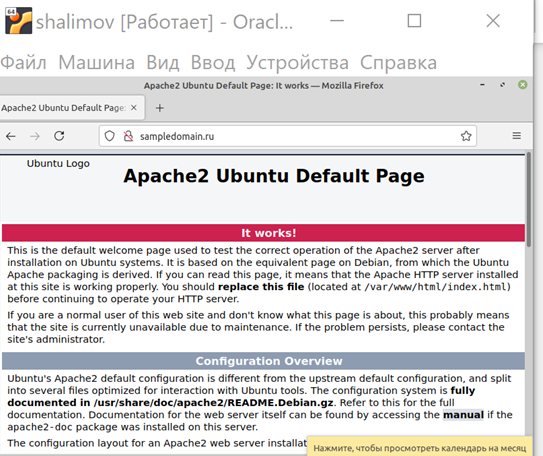 64
shalimov [Работает] - Oracl...
Файл Машина Вид Ввод Устройства Справка
Apache2 Ubuntu Default Page: It works — Mozilla Firefox
Apache2 Ubuntu Default Page:
sampledomain.ru
Ubuntu Logo
Apache2 Ubuntu Default Page
It works!
This is the default welcome page used to test the correct operation of the Apache2 server after
installation on Ubuntu systems. It is based on the equivalent page on Debian, from which the Ubuntu
Apache packaging is derived. If you can read this page, it means that the Apache HTTP server installed
at this site is working properly. You should replace this file (located at /var/www/html/index.html)
before continuing to operate your HTTP server.
If you are a normal user of this web site and don't know what this page is about, this probably means
that the site is currently unavailable due to maintenance. If the problem persists, please contact the
site's administrator.
Configuration Overview
Ubuntu's Apache2 default configuration is different from the upstream default configuration, and split
into several files optimized for interaction with Ubuntu tools. The configuration system is fully
documented in /usr/share/doc/apache2/README.Debian.gz. Refer to this for the full
documentation. Documentation for the web server itself can be found by accessing the manual if the
apache2-doc package was installed on this server.
The configuration layout for an Apache2 web server installat
Нажмите, чтобы просмотреть календарь на месяц